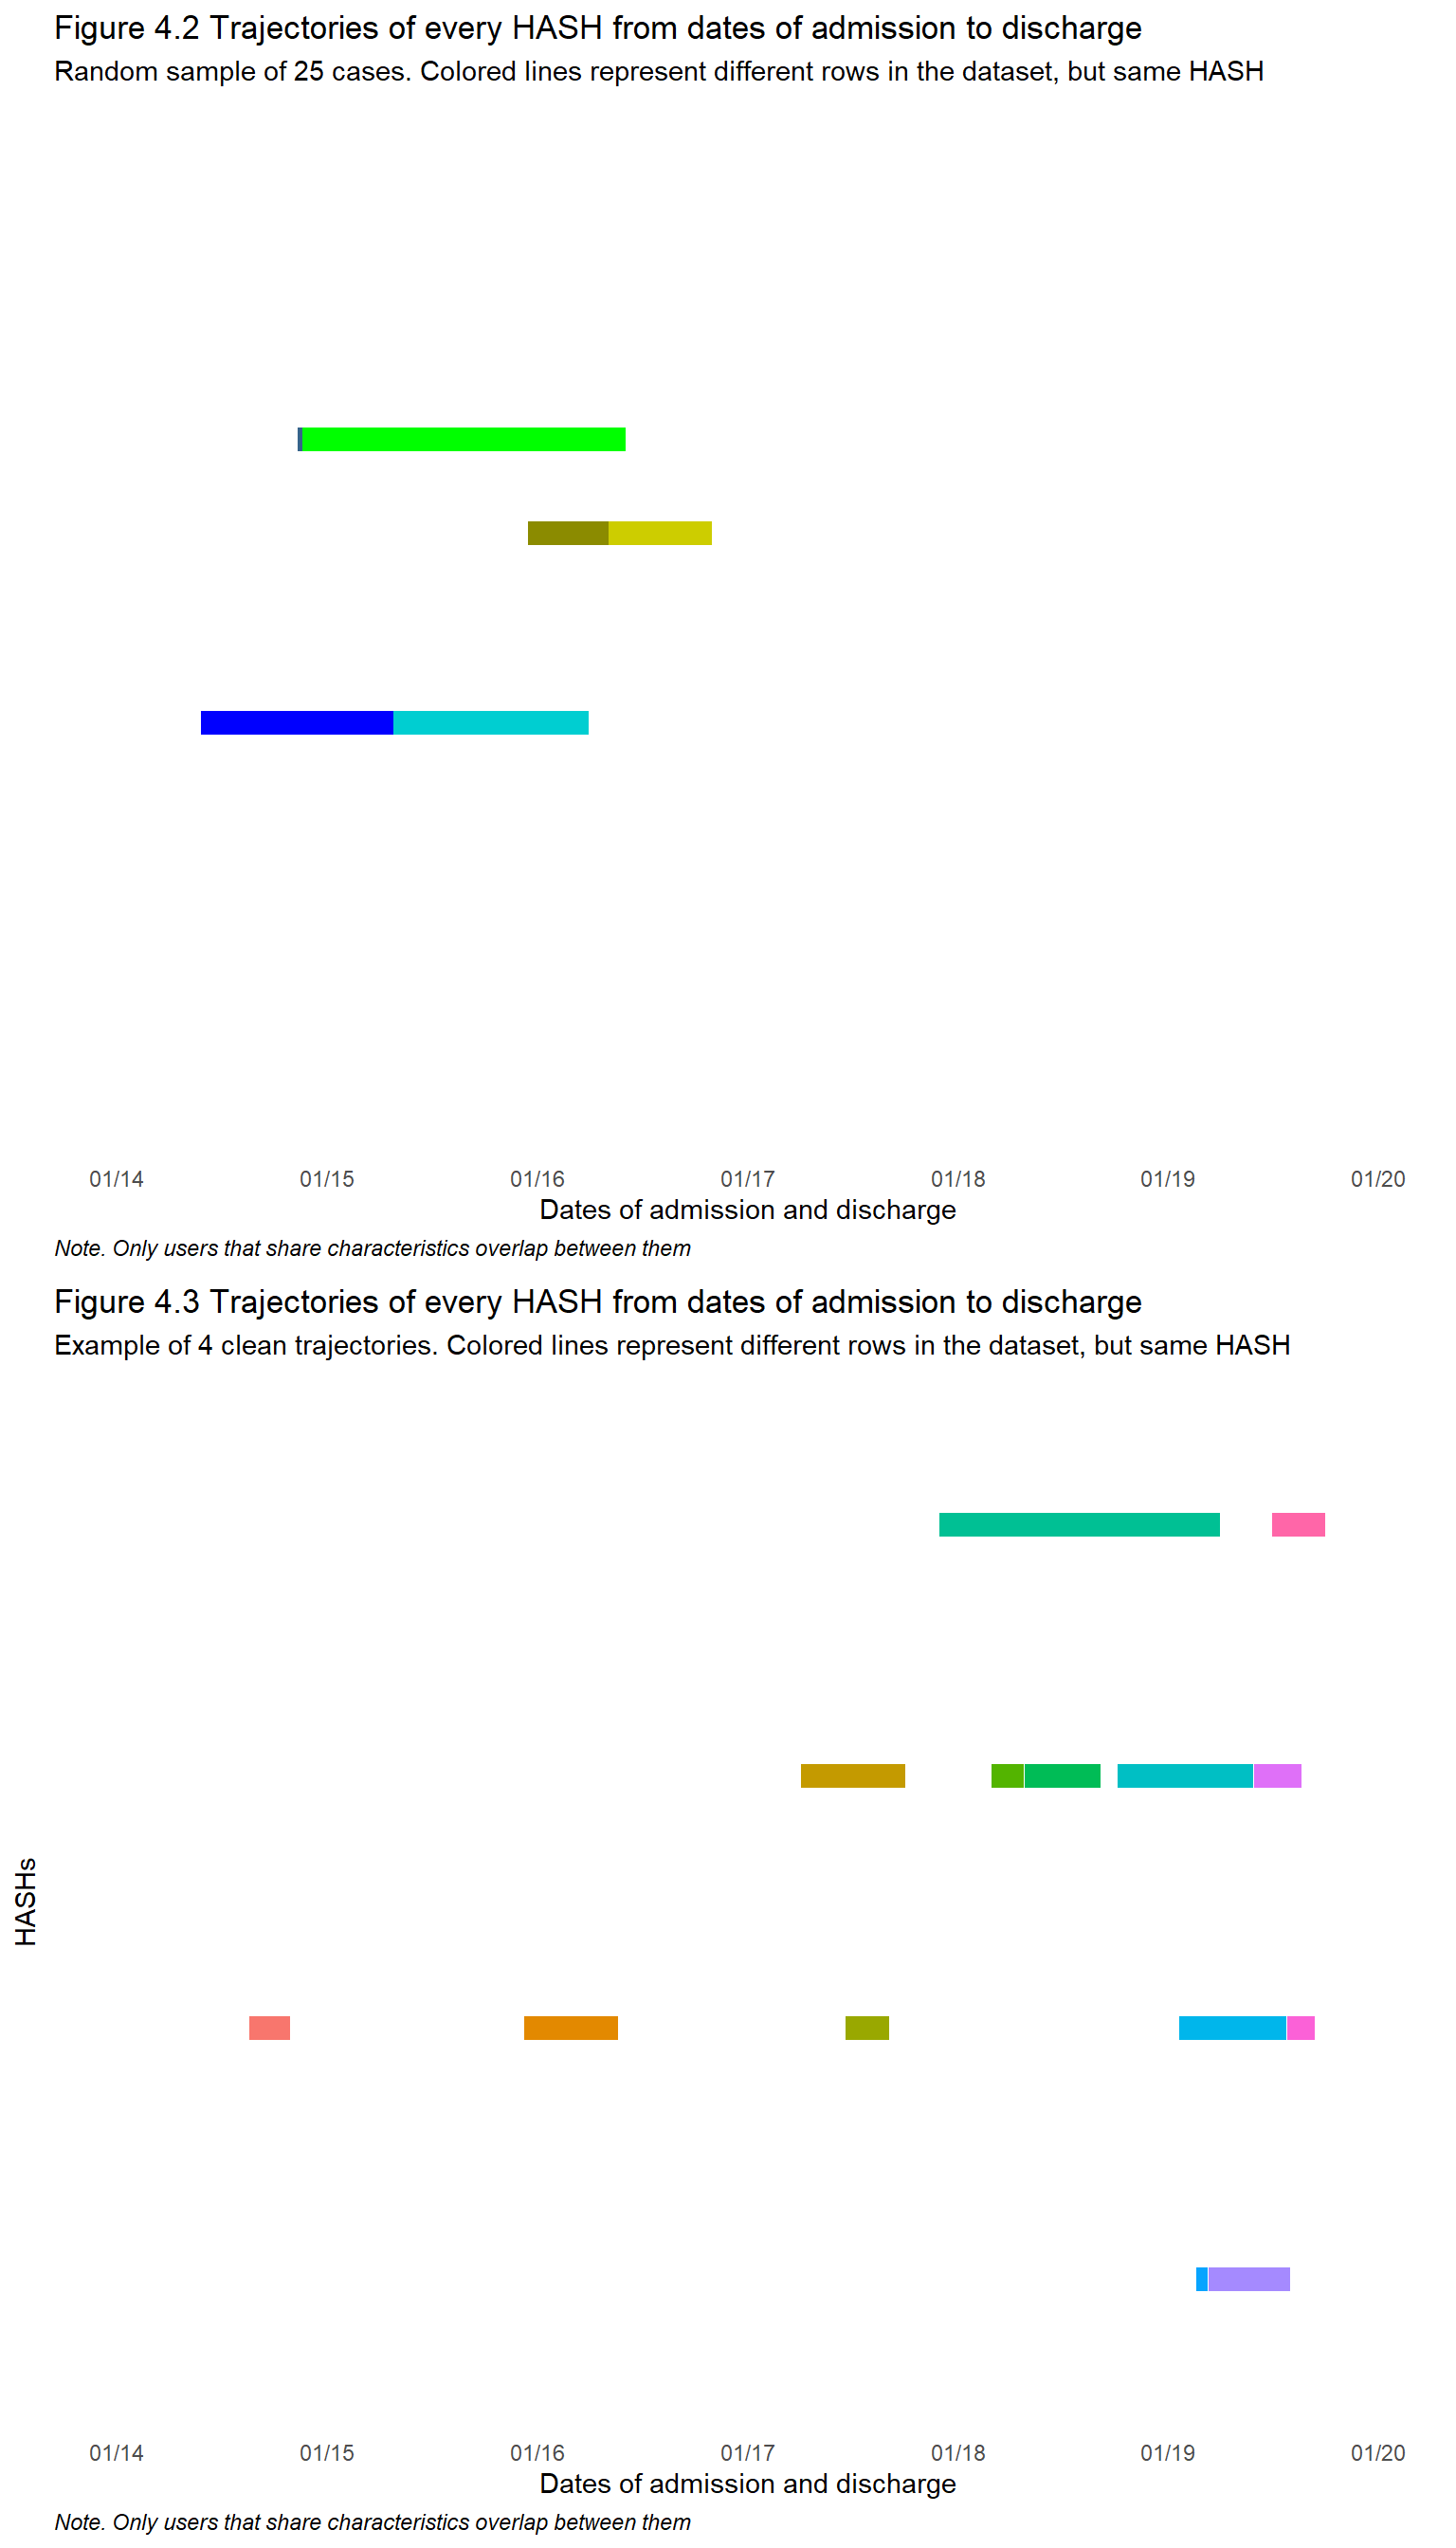 Figure 4.2 Trajectories of every HASH from dates of admission to discharge
Random sample of 25 cases. Colored lines represent different rows in the dataset, but same HASH
01/14 01/15 01/16 01/17 01/18 01/19 01/20
Dates of admission and discharge
Note. Only users that share characteristics overlap between them
Figure 4.3 Trajectories of every HASH from dates of admission to discharge
Example of 4 clean trajectories. Colored lines represent different rows in the dataset, but same HASH
HASHs
01/14 01/15 01/16 01/17 01/18 01/19 01/20
Dates of admission and discharge
Note. Only users that share characteristics overlap between them